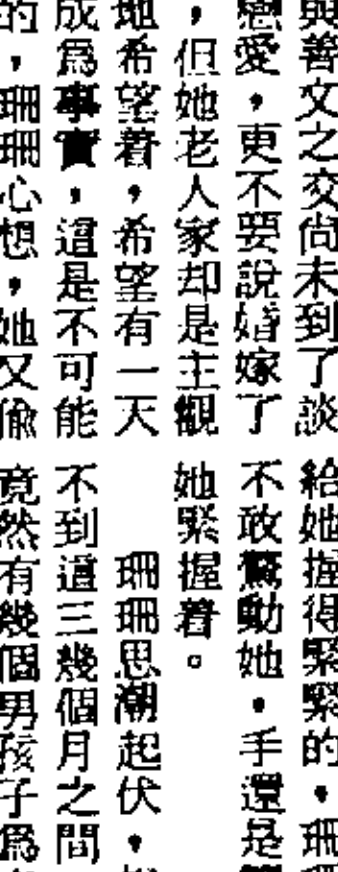 與善文之交尚未到了談
戀愛，更不要說婚嫁了
，但她老人家却是主觀
地希望着，希望有一天
成爲事實，這是不可能
的，珊珊心想，她又偷
給她握得緊緊的，珊
不敢驚動她，手還是
她緊握着。
珊珊思潮起伏，
不到這三幾個月之間
竟然有幾個男孩子爲